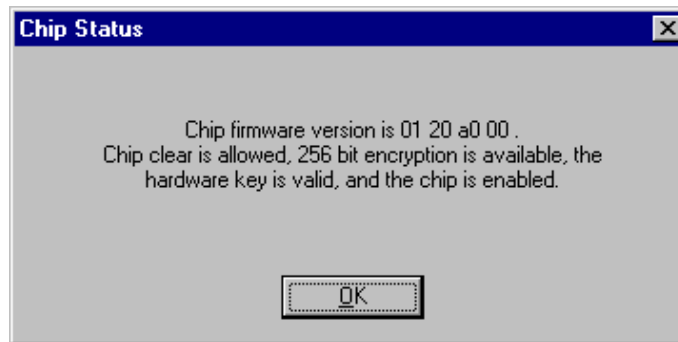 Chip Status
Chip firmware version is 01 20 a0 00 .
Chip clear is allowed, 256 bit encryption is available, the
hardware key is valid, and the chip is enabled.
OK